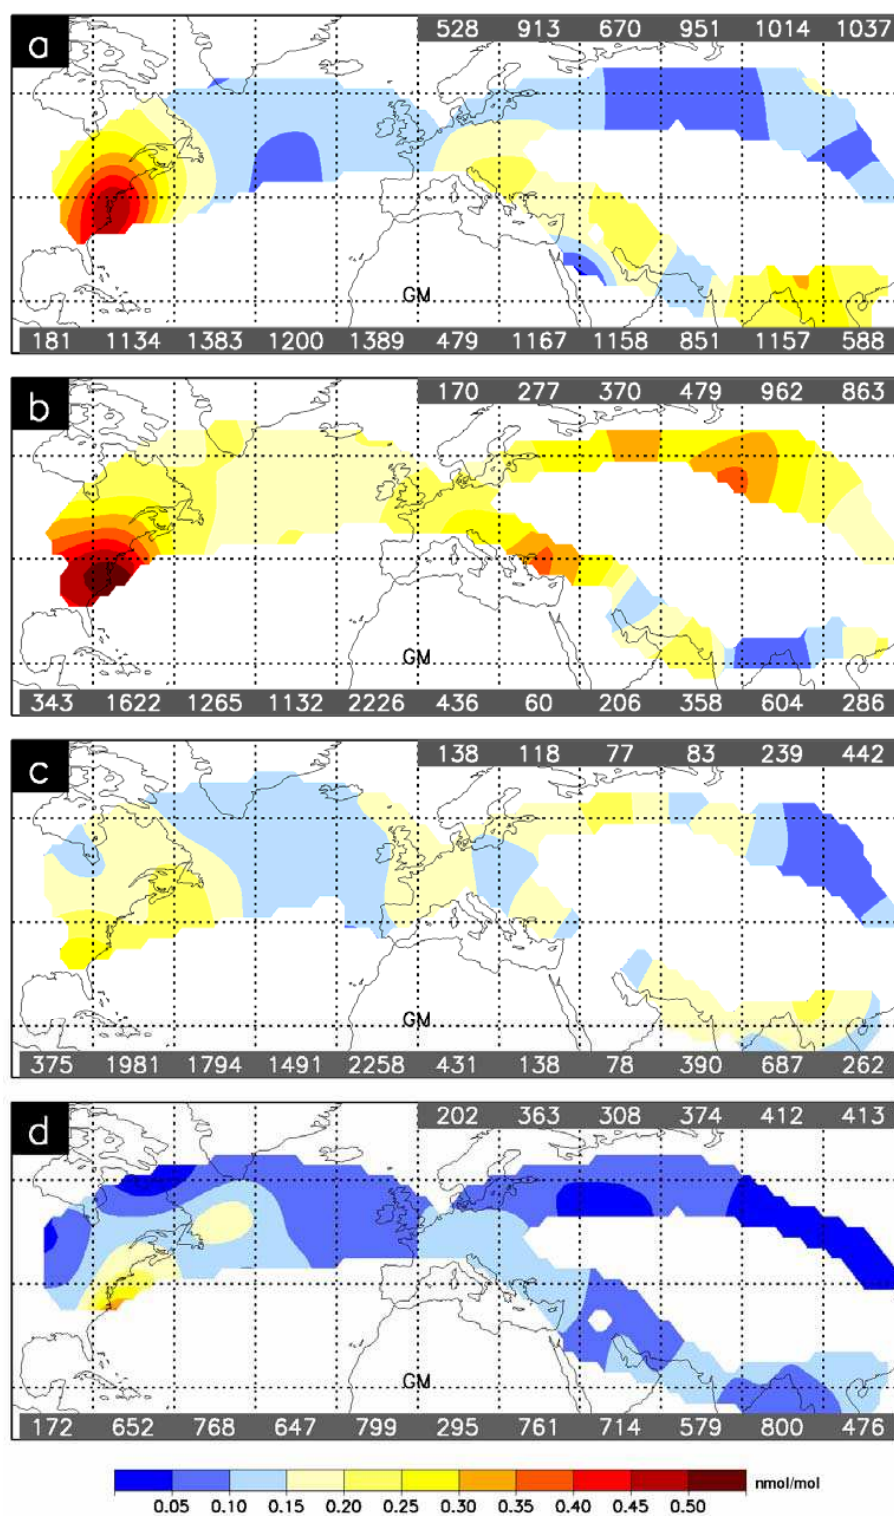 a
528 913 670 951 1014 1037
GM
181 1134 1383 1200 1389 479 1167 1158 851 1157 588
b
170 277 370 479 962 863
GM
343 1622 1265 1132 2226 436 60 206 358 604 286
c
138 118 77 83 239 442
GM
375 1981 1794 1491 2258 431 138 78 390 687 262
d
202 363 308 374 412 413
GM
172 652 768 647 799 295 761 714 579 800 476
nmol/mol
0.05 0.10 0.15 0.20 0.25 0.30 0.35 0.40 0.45 0.50